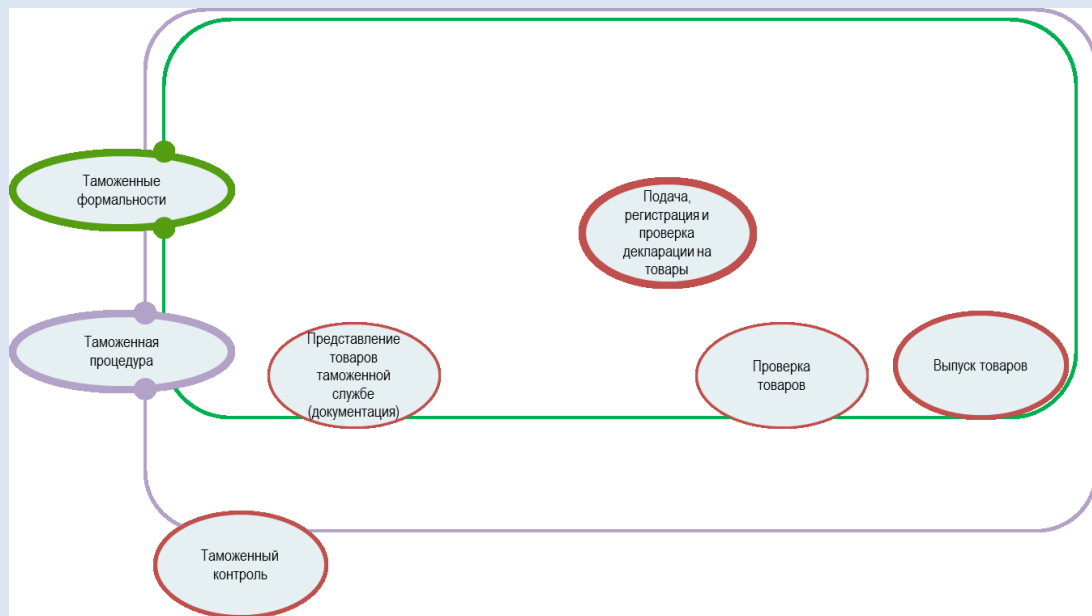 Таможенные
формальности
Подача,
регистрация и
проверка
декларации на
товары
Таможенная
процедура
Представление
товаров
таможенной
службе
(документация)
Проверка
товаров
Выпуск товаров
Таможенный
контроль